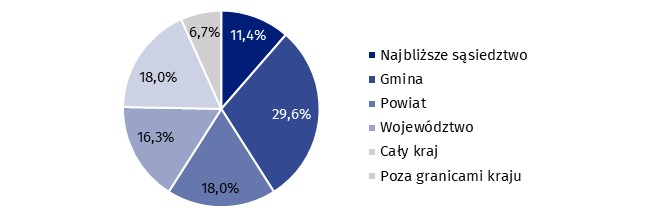 6,7%
11,4%
18,0%
29,6%
16,3%
18,0%
Najbliższe sąsiedztwo
Gmina
Powiat
Województwo
Cały kraj
Poza granicami kraju